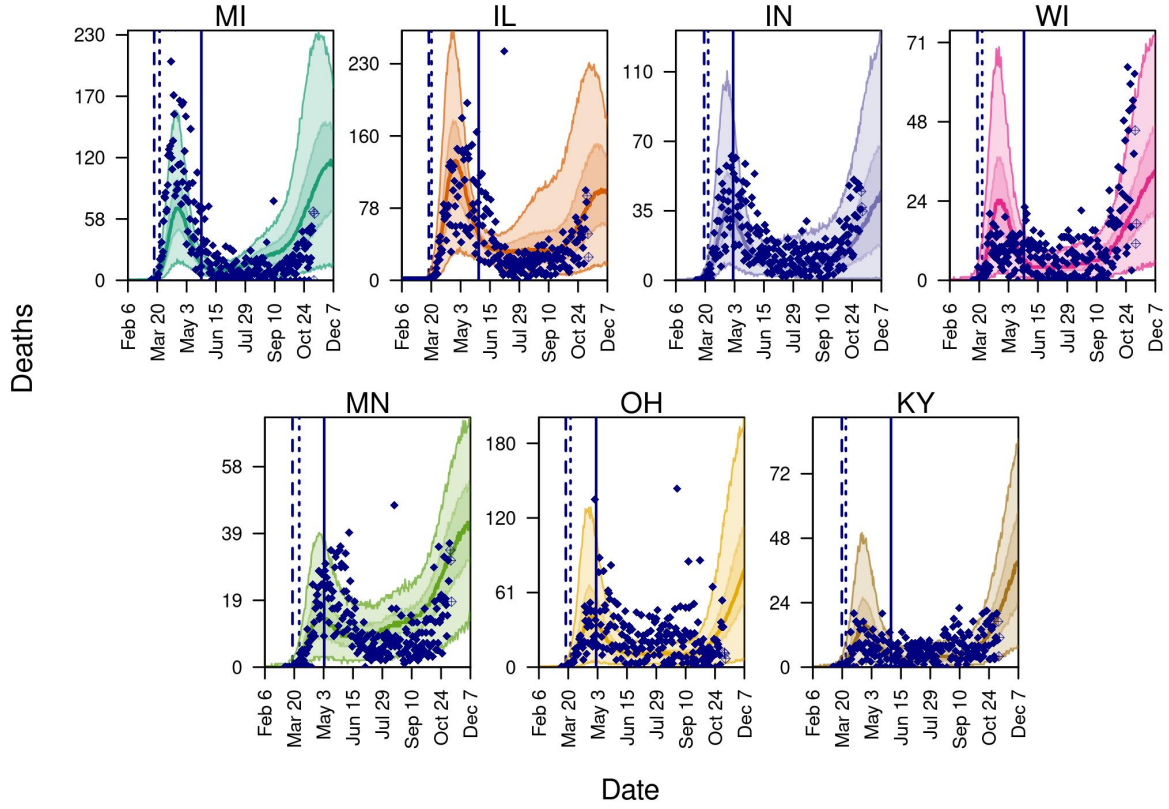 MI IL IN WI
230 170 120 58 0
230 160 78 0
110 70 35 0
71 48 24 0
Feb 6 Mar 20 May 3 Jun 15 Jul 29 Sep 10 Oct 24 Dec 7
Feb 6 Mar 20 May 3 Jun 15 Jul 29 Sep 10 Oct 24 Dec 7
Feb 6 Mar 20 May 3 Jun 15 Jul 29 Sep 10 Oct 24 Dec 7
Feb 6 Mar 20 May 3 Jun 15 Jul 29 Sep 10 Oct 24 Dec 7
Deaths
MN OH KY
58 39 19 0
180 120 61 0
72 48 24 0
Feb 6 Mar 20 May 3 Jun 15 Jul 29 Sep 10 Oct 24 Dec 7
Feb 6 Mar 20 May 3 Jun 15 Jul 29 Sep 10 Oct 24 Dec 7
Feb 6 Mar 20 May 3 Jun 15 Jul 29 Sep 10 Oct 24 Dec 7
Date